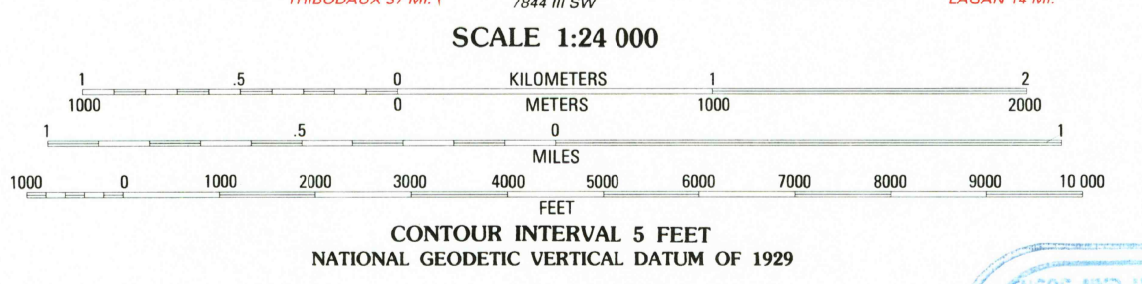 THIBODAUX 37 MI.
7844 III SW
LAGAN 14 MI.
SCALE 1:24 000
1 .5 0 KILOMETERS 1 2
1000 0 METERS 1000 2000
1 .5 0 1
MILES
1000 0 1000 2000 3000 4000 5000 6000 7000 8000 9000 10 000
FEET
CONTOUR INTERVAL 5 FEET
NATIONAL GEODETIC VERTICAL DATUM OF 1929